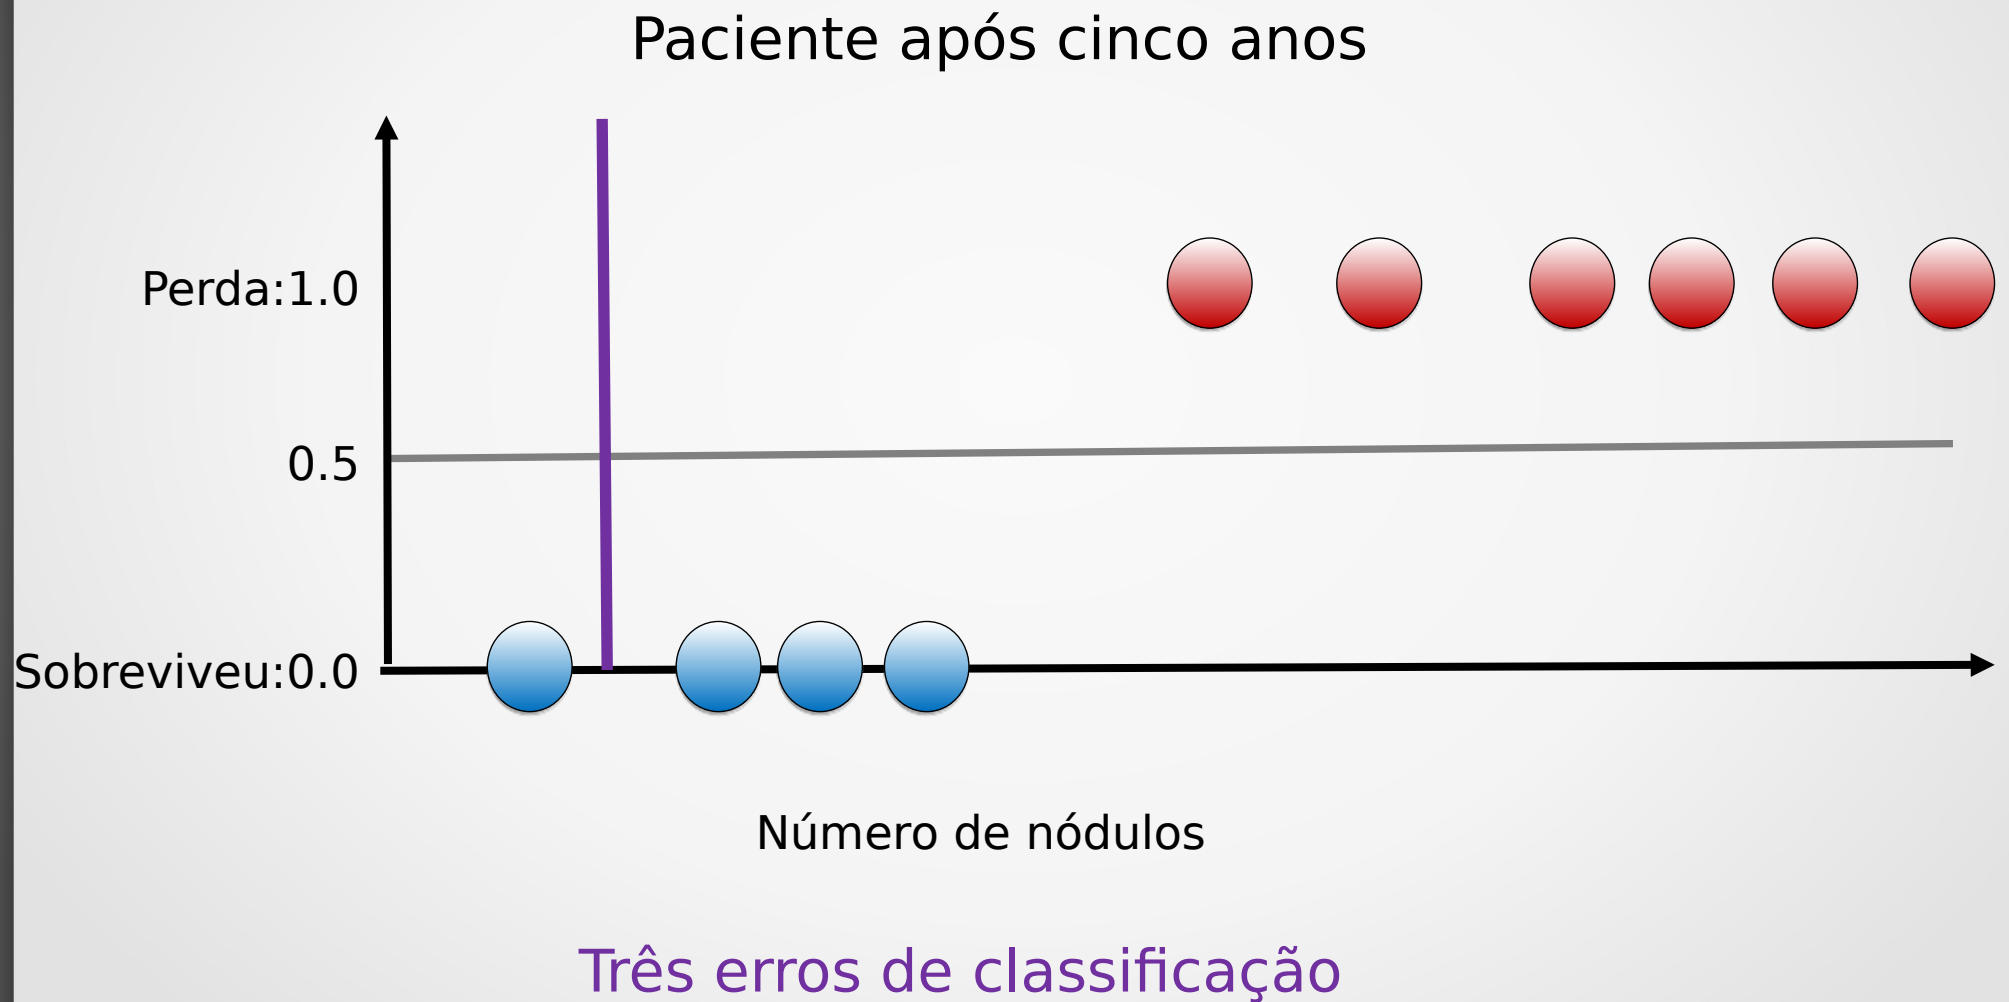 Paciente após cinco anos
Perda:1.0
0.5
Sobreviveu:0.0
Número de nódulos
Três erros de classificação